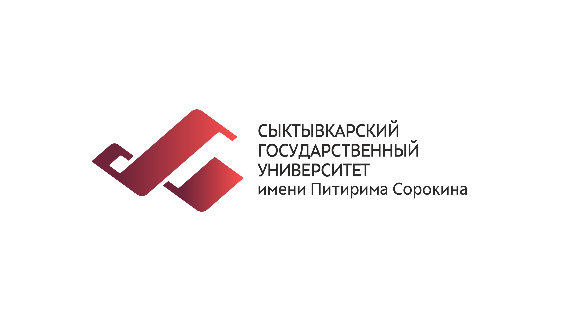 СЫКТЫВКАРСКИЙ
ГОСУДАРСТВЕННЫЙ
УНИВЕРСИТЕТ
имени Питирима Сорокина